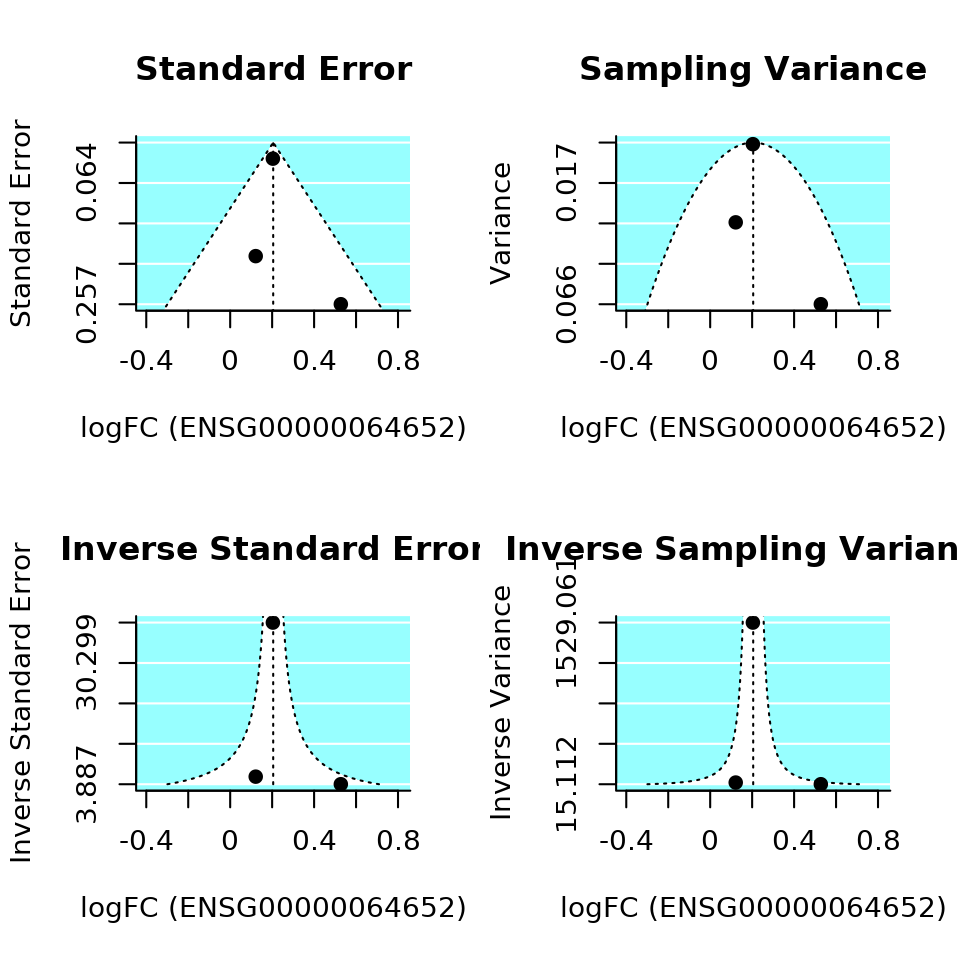 Standard Error
Standard Error
0.064
0.257
-0.4 0 0.4 0.8
logFC (ENSG00000064652)
Sampling Variance
Variance
0.017
0.066
-0.4 0 0.4 0.8
logFC (ENSG00000064652)
Inverse Standard Error
Inverse Standard Error
30.299
3.887
-0.4 0 0.4 0.8
logFC (ENSG00000064652)
Inverse Sampling Varian
Inverse Variance
1529.061
15.112
-0.4 0 0.4 0.8
logFC (ENSG00000064652)